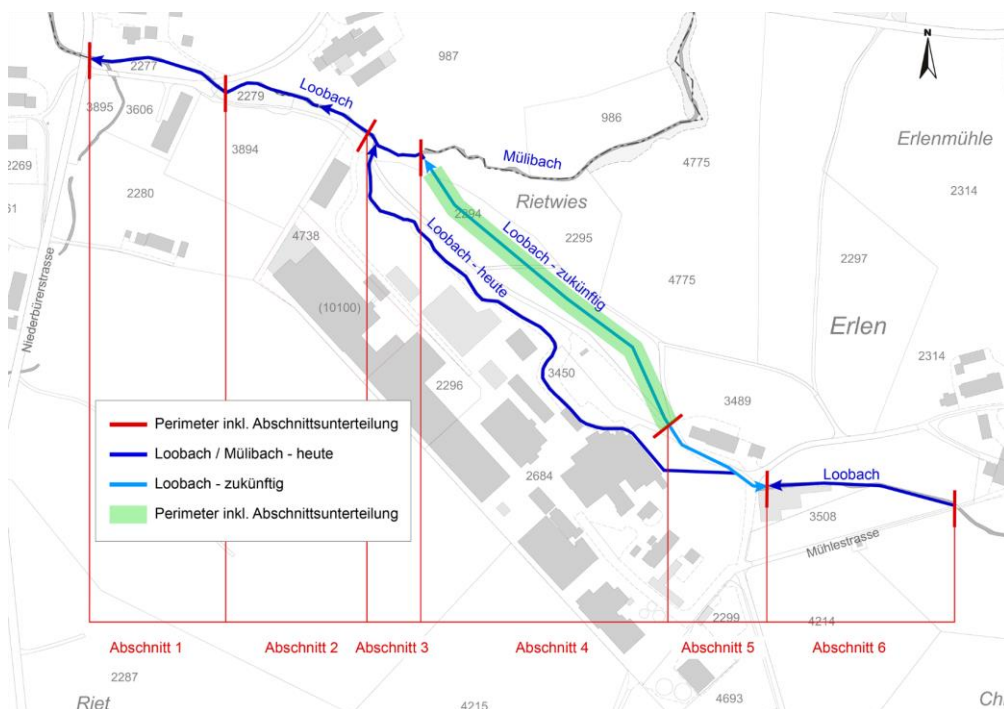 N
987
2277
Loobach
2279
986
3895
3606
Erlenmühle
3894
Mülibach
4775
2269
2314
Rietwies
2280
61
2294
Loobach - heute
Loobach - zukünftig
2295
4738
2297
4775
Niederbürerstrasse
(10100)
Erlen
2314
3450
2296
3489
Perimeter inkl. Abschnittsunterteilung
Loobach / Mülibach - heute
Loobach - zukünftig
Perimeter inkl. Abschnittsunterteilung
2684
Loobach
3508
Mühlestrasse
2299
4214
Abschnitt 1
Abschnitt 2
Abschnitt 3
Abschnitt 4
Abschnitt 5
Abschnitt 6
2287
Riet
4215
4693
Ch